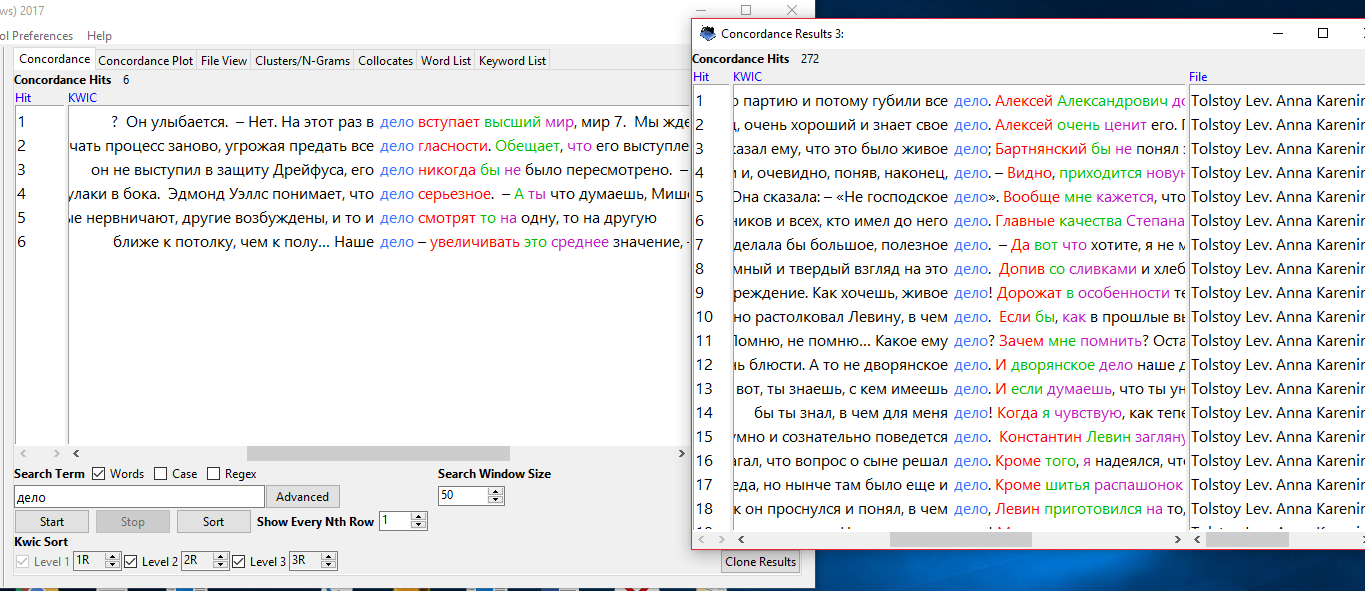 ws) 2017
ol Preferences Help
Concordance Concordance Plot File View Clusters/N-Grams Collocates Word List Keyword List
Concordance Hits 6
Hit KWIC
1 ? Он улыбается. – Нет. На этот раз в дело вступает высший мир, мир 7. Мы жде
2 чать процесс заново, угрожая предать все дело гласности. Обещает, что его выступле
3 он не выступил в защиту Дрейфуса, его дело никогда бы не было пересмотрено. –
4 улаки в бока. Эдмонд Уэллс понимает, что дело серьезное. – А ты что думаешь, Миш
5 ые нервничают, другие возбуждены, и то и дело смотрят то на одну, то на другую
6 ближе к потолку, чем к полу... Наше дело – увеличивать это среднее значение, -
Search Term Words Case Regex Search Window Size
дело Advanced 50
Start Stop Sort Show Every Nth Row 1
Kwic Sort
Level 1 1R Level 2 2R Level 3 3R Clone Results
Concordance Results 3:
Concordance Hits 272
Hit KWIC File
1 о партию и потому губили все дело. Алексей Александрович до Tolstoy Lev. Anna Karenin
2 д, очень хороший и знает свое дело. Алексей очень ценит его. Tolstoy Lev. Anna Karenin
3 казал ему, что это было живое дело; Бартнянский бы не понял Tolstoy Lev. Anna Karenin
4 и и, очевидно, поняв, наконец, дело. – Видно, приходится новую Tolstoy Lev. Anna Karenin
5 Она сказала: – «Не господское дело». Вообще мне кажется, что Tolstoy Lev. Anna Karenin
6 ников и всех, кто имел до него дело. Главные качества Степана Tolstoy Lev. Anna Karenin
7 делала бы большое, полезное дело. – Да вот что хотите, я не м Tolstoy Lev. Anna Karenin
8 мный и твердый взгляд на это дело. Допив со сливками и хлеб Tolstoy Lev. Anna Karenin
9 реждение. Как хочешь, живое дело! Дорожат в особенности те Tolstoy Lev. Anna Karenin
10 но растолковал Левину, в чем дело. Если бы, как в прошлые вы Tolstoy Lev. Anna Karenin
11 Помню, не помню... Какое ему дело? Зачем мне помнить? Оста Tolstoy Lev. Anna Karenin
12 нь блюсти. А то не дворянское дело. И дворянское дело наше д Tolstoy Lev. Anna Karenin
13 вот, ты знаешь, с кем имеешь дело. И если думаешь, что ты ун Tolstoy Lev. Anna Karenin
14 бы ты знал, в чем для меня дело! Когда я чувствую, как тепе Tolstoy Lev. Anna Karenin
15 умно и сознательно поведется дело. Константин Левин загляну Tolstoy Lev. Anna Karenin
16 агал, что вопрос о сыне решал дело. Кроме того, я надеялся, чт Tolstoy Lev. Anna Karenin
17 еда, но нынче там было еще и дело. Кроме шитья распашонок Tolstoy Lev. Anna Karenin
18 к он проснулся и понял, в чем дело, Левин приготовился на то, Tolstoy Lev. Anna Karenin